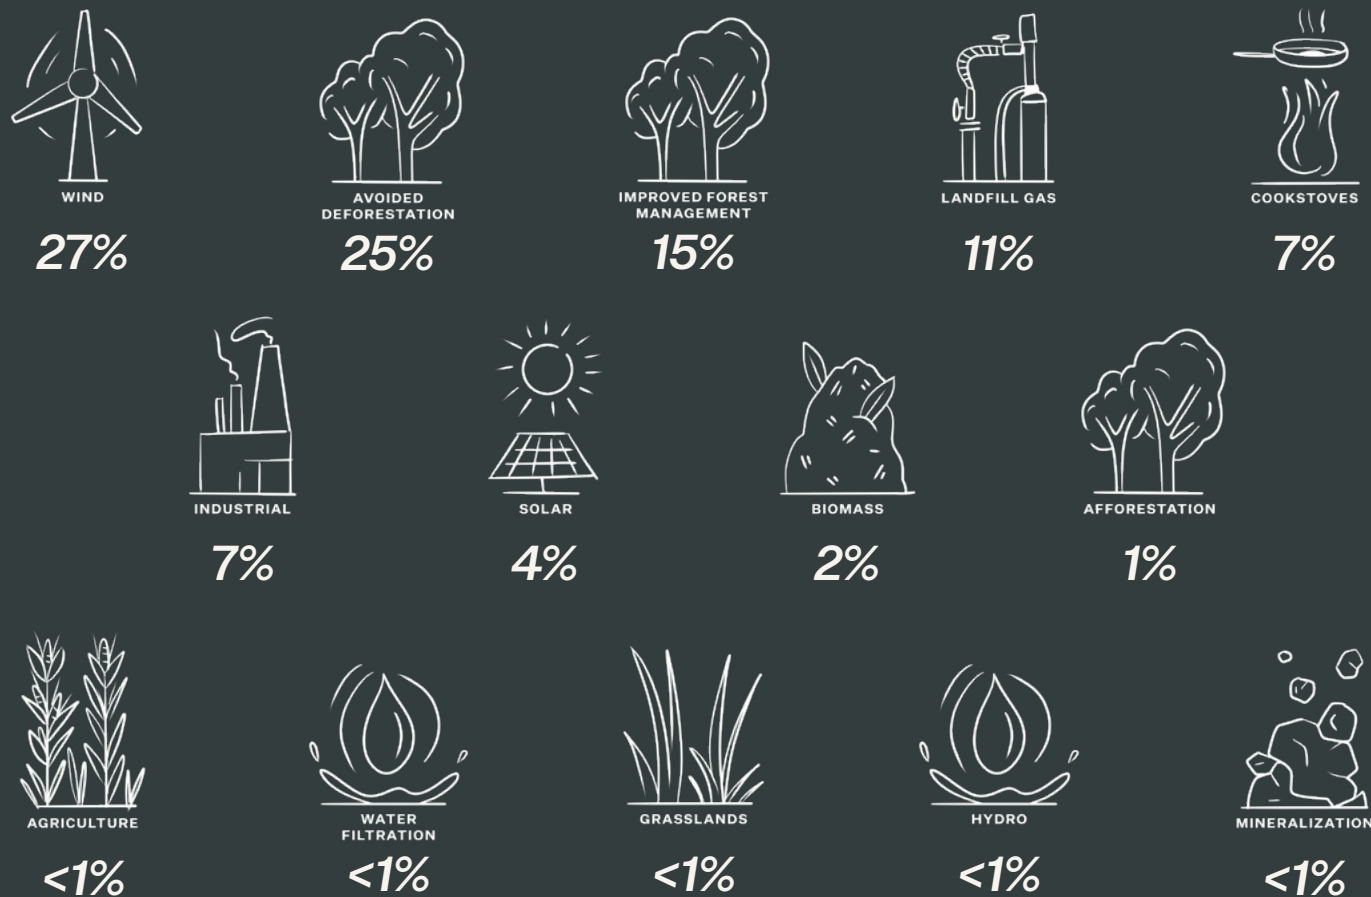 WIND
27%
AVOIDED
DEFORESTATION
25%
IMPROVED FOREST
MANAGEMENT
15%
LANDFILL GAS
11%
COOKSTOVES
7%
INDUSTRIAL
7%
SOLAR
4%
BIOMASS
2%
AFFORESTATION
1%
AGRICULTURE
<1%
WATER
FILTRATION
<1%
GRASSLANDS
<1%
HYDRO
<1%
MINERALIZATION
<1%